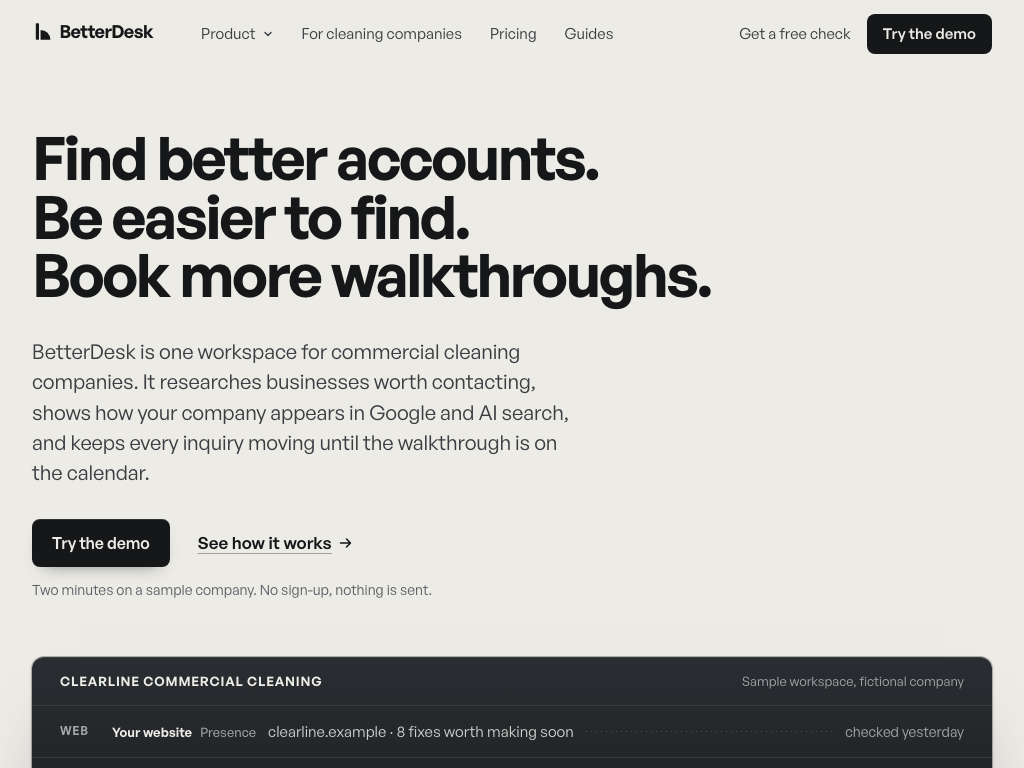 BetterDesk
Product
For cleaning companies
Pricing
Guides
Get a free check
Try the demo
Find better accounts.
Be easier to find.
Book more walkthroughs.
BetterDesk is one workspace for commercial cleaning
companies. It researches businesses worth contacting,
shows how your company appears in Google and AI search,
and keeps every inquiry moving until the walkthrough is on
the calendar.
Try the demo
See how it works →
Two minutes on a sample company. No sign-up, nothing is sent.
CLEARLINE COMMERCIAL CLEANING
Sample workspace, fictional company
WEB Your website Presence clearline.example · 8 fixes worth making soon checked yesterday